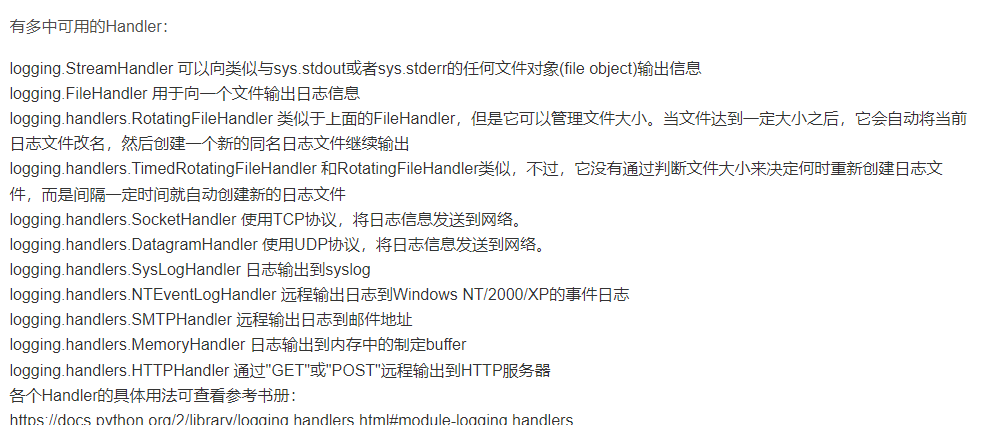 有多中可用的Handler：
logging.StreamHandler 可以向类似与sys.stdout或者sys.stderr的任何文件对象(file object)输出信息
logging.FileHandler 用于向一个文件输出日志信息
logging.handlers.RotatingFileHandler 类似于上面的FileHandler，但是它可以管理文件大小。当文件达到一定大小之后，它会自动将当前
日志文件改名，然后创建一个新的同名日志文件继续输出
logging.handlers.TimedRotatingFileHandler 和RotatingFileHandler类似，不过，它没有通过判断文件大小来决定何时重新创建日志文
件，而是间隔一定时间就自动创建新的日志文件
logging.handlers.SocketHandler 使用TCP协议，将日志信息发送到网络。
logging.handlers.DatagramHandler 使用UDP协议，将日志信息发送到网络。
logging.handlers.SysLogHandler 日志输出到syslog
logging.handlers.NTEventLogHandler 远程输出日志到Windows NT/2000/XP的事件日志
logging.handlers.SMTPHandler 远程输出日志到邮件地址
logging.handlers.MemoryHandler 日志输出到内存中的制定buffer
logging.handlers.HTTPHandler 通过"GET"或"POST"远程输出到HTTP服务器
各个Handler的具体用法可查看参考书册：
https://docs.python.org/2/library/logging.handlers.html#module-logging.handlers